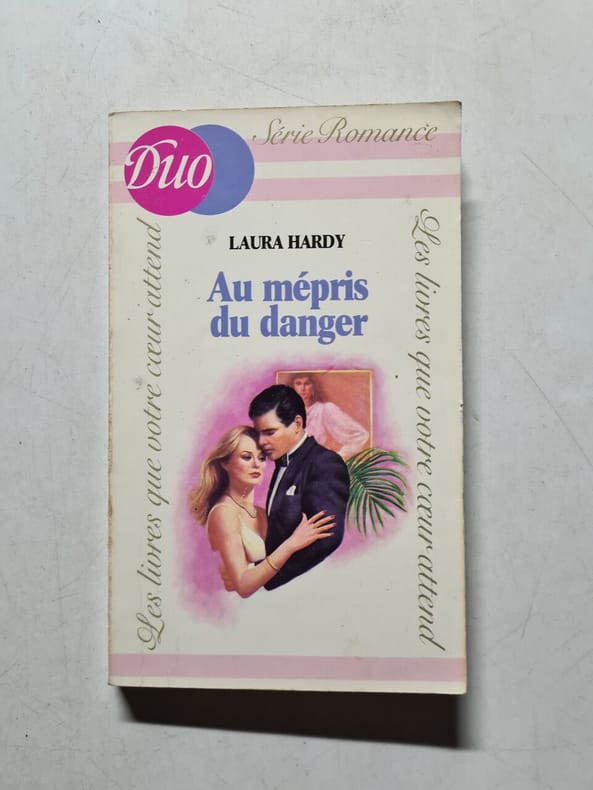 Duo
Série Romance
LAURA HARDY
Au mépris
du danger
Les livres que votre cœur attend
Les livres que votre cœur attend